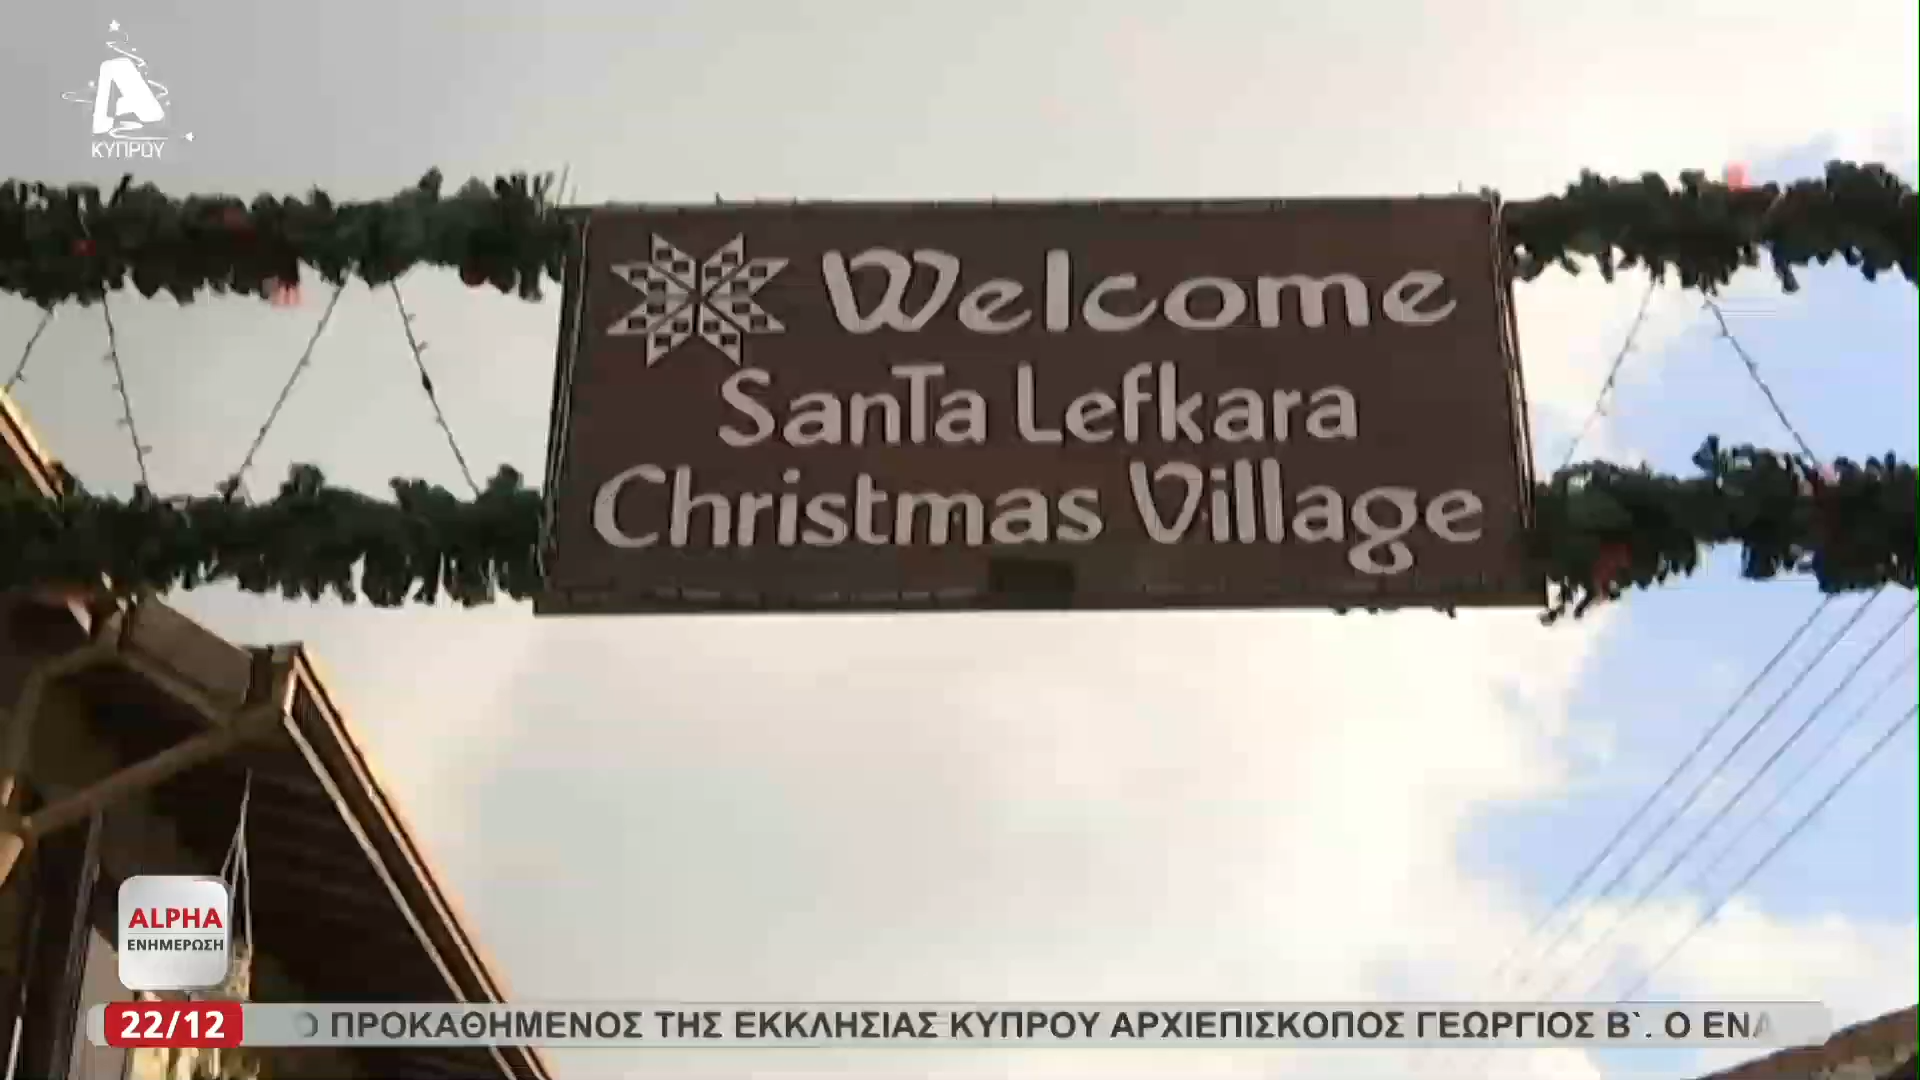 ΚΥΠΡΟΥ
Welcome
SanTa Lefkara
Christmas Village
ALPHA
ΕΝΗΜΕΡΩΣΗ
22/12
Ο ΠΡΟΚΑΘΗΜΕΝΟΣ ΤΗΣ ΕΚΚΛΗΣΙΑΣ ΚΥΠΡΟΥ ΑΡΧΙΕΠΙΣΚΟΠΟΣ ΓΕΩΡΓΙΟΣ Β`. Ο ΕΝΑ